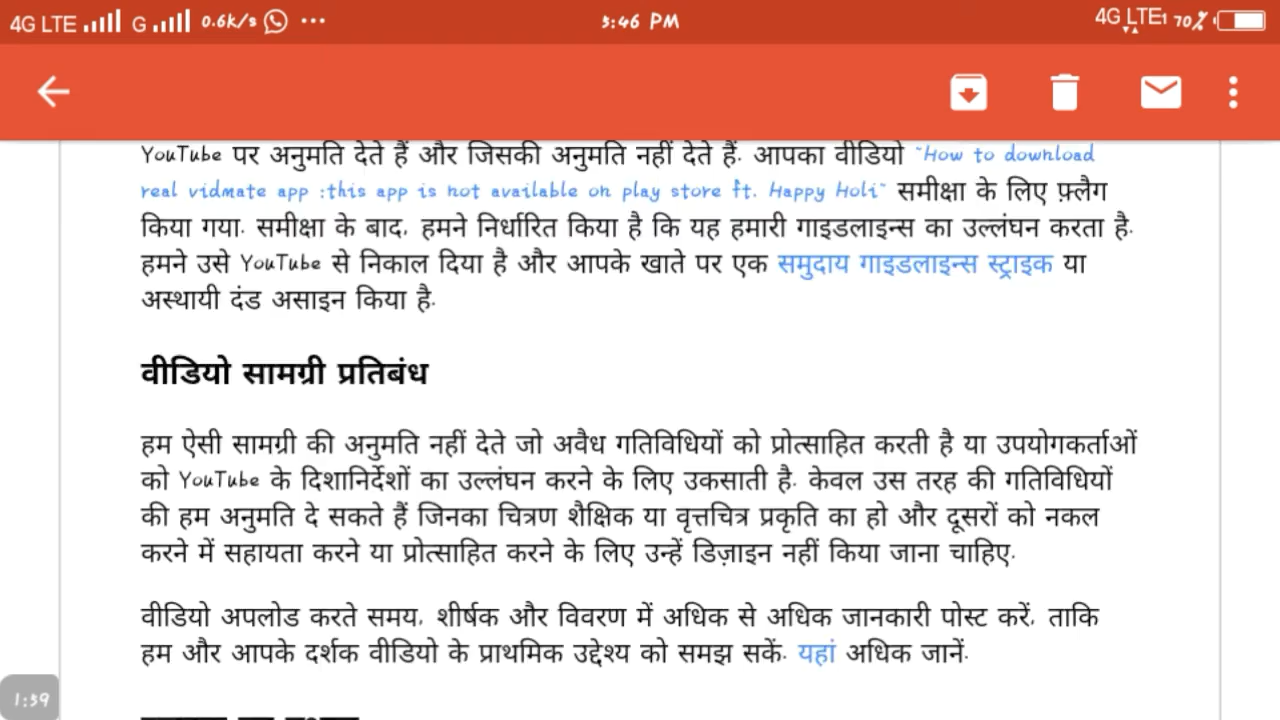 4G LTE G 0.6k/s ... 3:46 PM 4G LTE1 70%
YouTube पर अनुमति देते हैं और जिसकी अनुमति नहीं देते हैं. आपका वीडियो "How to download
real vidmate app :this app is not available on play store ft. Happy Holi" समीक्षा के लिए फ़्लैग
किया गया. समीक्षा के बाद, हमने निर्धारित किया है कि यह हमारी गाइडलाइन्स का उल्लंघन करता है.
हमने उसे YouTube से निकाल दिया है और आपके खाते पर एक समुदाय गाइडलाइन्स स्ट्राइक या
अस्थायी दंड असाइन किया है.
वीडियो सामग्री प्रतिबंध
हम ऐसी सामग्री की अनुमति नहीं देते जो अवैध गतिविधियों को प्रोत्साहित करती है या उपयोगकर्ताओं
को YouTube के दिशानिर्देशों का उल्लंघन करने के लिए उकसाती है. केवल उस तरह की गतिविधियों
की हम अनुमति दे सकते हैं जिनका चित्रण शैक्षिक या वृत्तचित्र प्रकृति का हो और दूसरों को नकल
करने में सहायता करने या प्रोत्साहित करने के लिए उन्हें डिज़ाइन नहीं किया जाना चाहिए.
वीडियो अपलोड करते समय, शीर्षक और विवरण में अधिक से अधिक जानकारी पोस्ट करें, ताकि
हम और आपके दर्शक वीडियो के प्राथमिक उद्देश्य को समझ सकें. यहां अधिक जानें.
1:39